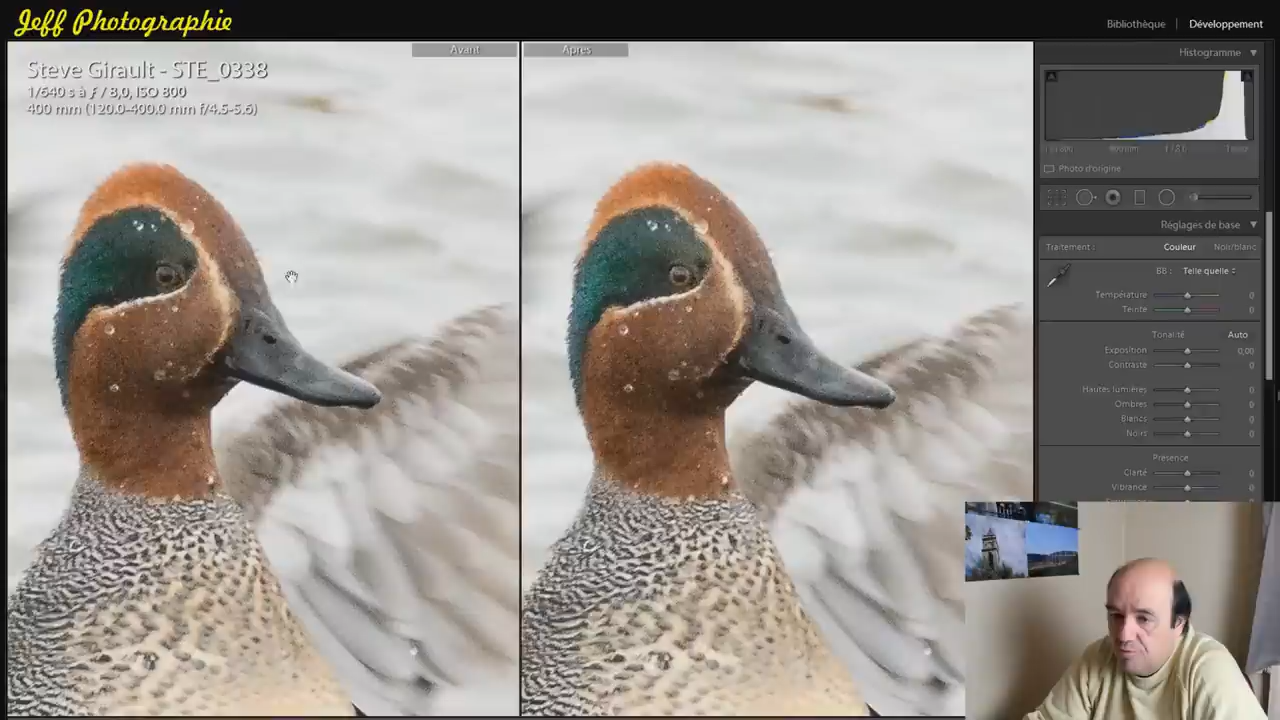 Jeff Photographie
Bibliothèque | Développement
Avant
Après
Histogramme
Steve Girault - STE_0338
1/640 s à ƒ / 8,0, ISO 800
400 mm (120.0-400.0 mm f/4.5-5.6)
Photo d'origine
Réglages de base
Traitement : Couleur Noir/blanc
BB : Telle quelle
Température 0
Teinte 0
Tonalité Auto
Exposition 0,00
Contraste 0
Hautes lumières 0
Ombres 0
Blancs 0
Noirs 0
Présence
Clarté 0
Vibrance 0